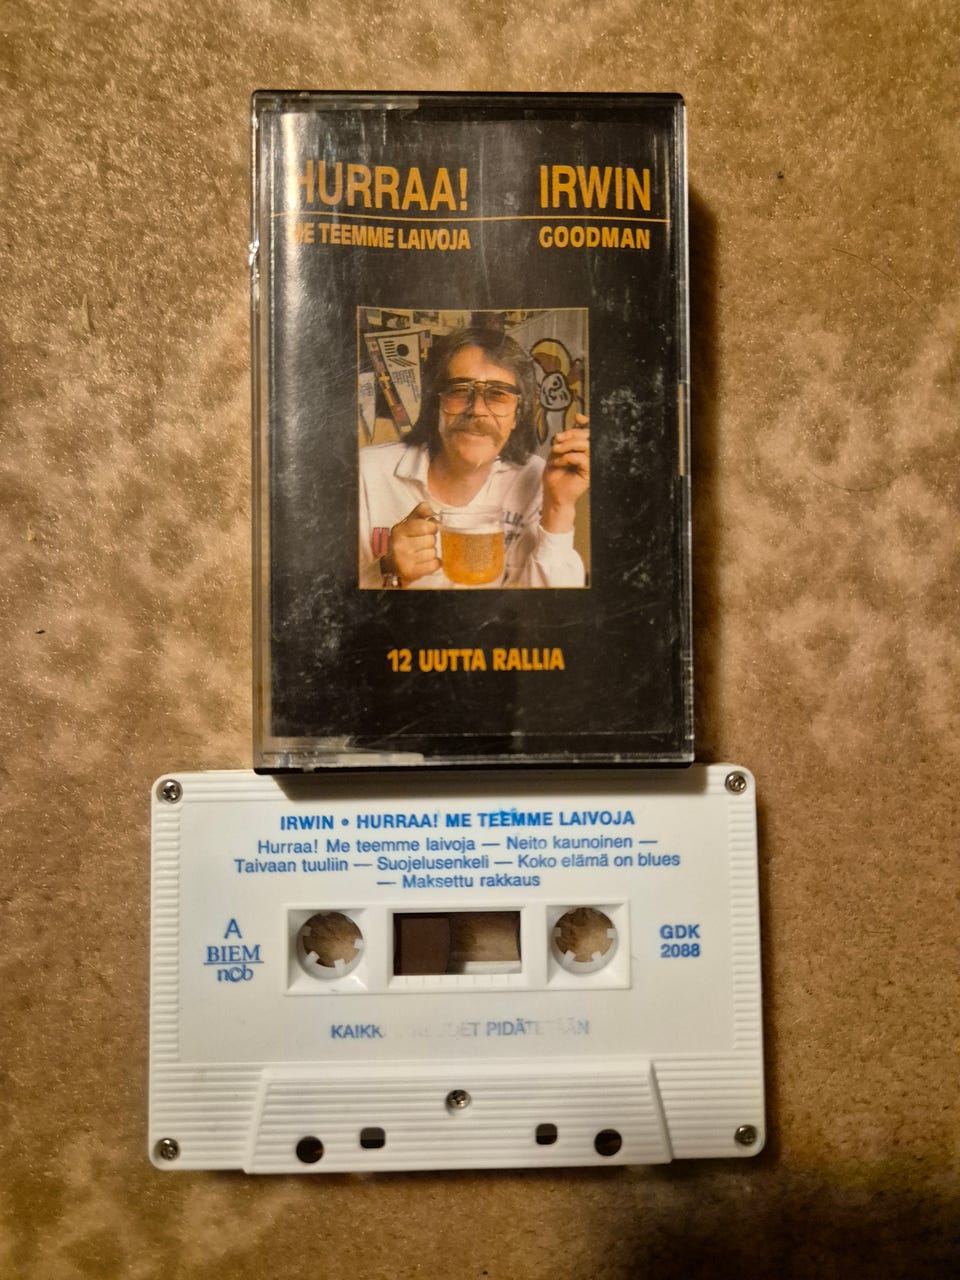 HURRAA!
IRWIN
ME TEEMME LAIVOJA
GOODMAN
12 UUTTA RALLIA
IRWIN • HURRAA! ME TEEMME LAIVOJA
Hurraa! Me teemme laivoja — Neito kaunoinen —
Taivaan tuuliin — Suojelusenkeli — Koko elämä on blues
— Maksettu rakkaus
A
BIEM
ncb
GDK
2088
PIDÄTETÄÄN